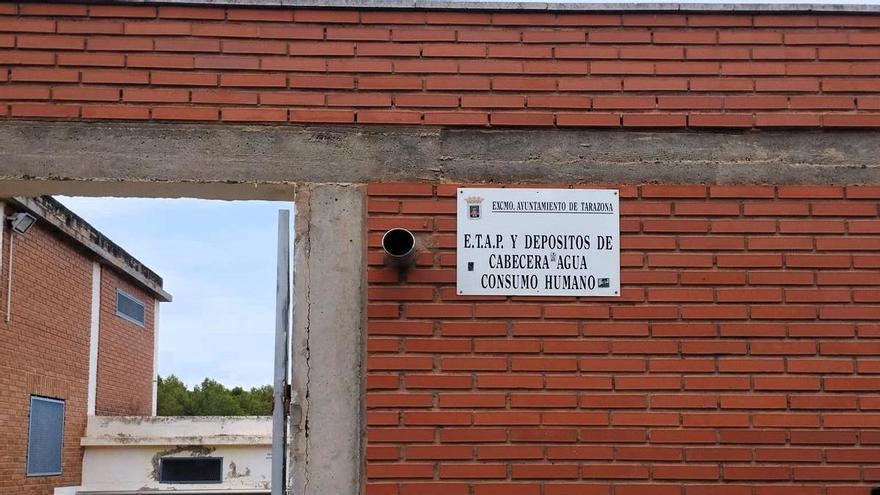 EXCMO. AYUNTAMIENTO DE TARAZONA
E.T.A.P. Y DEPOSITOS DE
CABECERA AGUA
CONSUMO HUMANO